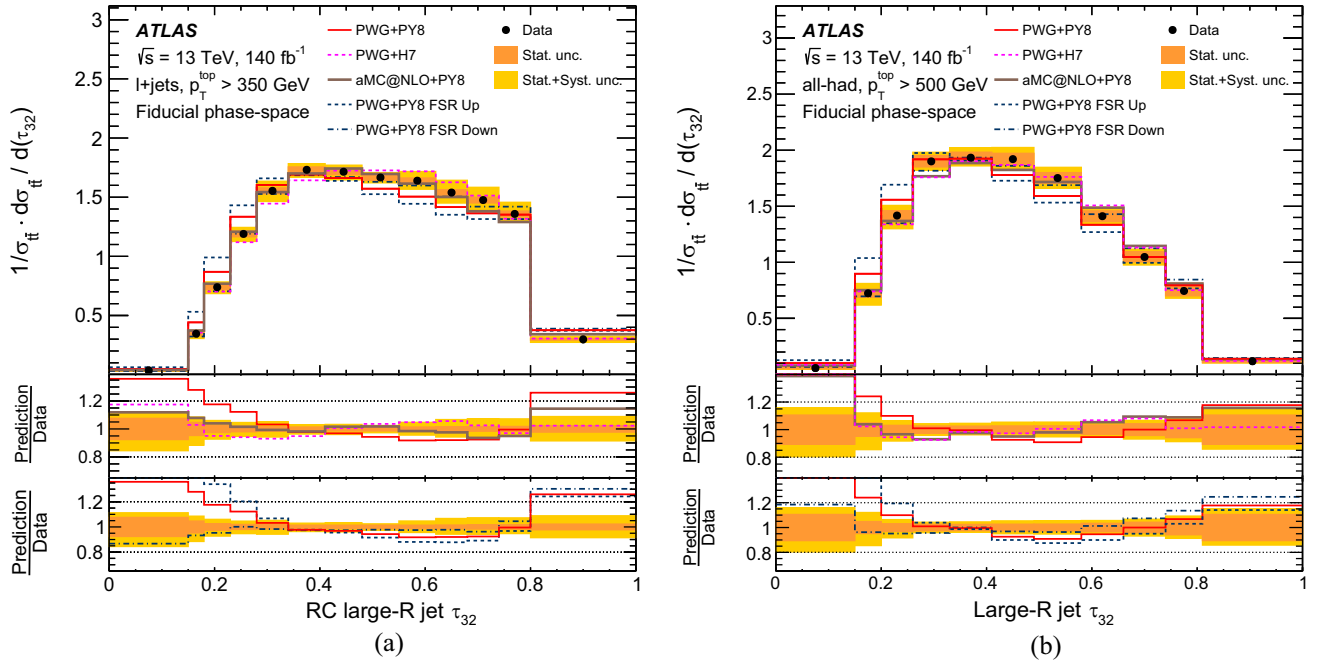 ATLAS
√s = 13 TeV, 140 fb⁻¹
l+jets, p_T^top > 350 GeV
Fiducial phase-space
PWG+PY8
PWG+H7
aMC@NLO+PY8
PWG+PY8 FSR Up
PWG+PY8 FSR Down
Data
Stat. unc.
Stat.+Syst. unc.
1/σ_tt̄ · dσ_tt̄ / d(τ_32)
3
2.5
2
1.5
1
0.5
Prediction
Data
1.2
1
0.8
Prediction
Data
1.2
1
0.8
0 0.2 0.4 0.6 0.8 1
RC large-R jet τ_32
(a)
ATLAS
√s = 13 TeV, 140 fb⁻¹
all-had, p_T^top > 500 GeV
Fiducial phase-space
PWG+PY8
PWG+H7
aMC@NLO+PY8
PWG+PY8 FSR Up
PWG+PY8 FSR Down
Data
Stat. unc.
Stat.+Syst. unc.
1/σ_tt̄ · dσ_tt̄ / d(τ_32)
3
2.5
2
1.5
1
0.5
Prediction
Data
1.2
1
0.8
Prediction
Data
1.2
1
0.8
0 0.2 0.4 0.6 0.8 1
Large-R jet τ_32
(b)